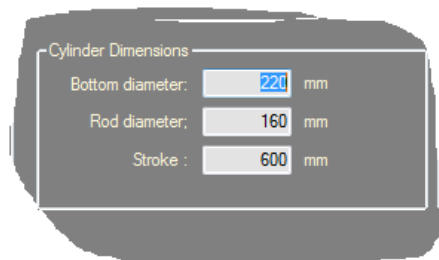 Cylinder Dimensions
Bottom diameter: 220 mm
Rod diameter; 160 mm
Stroke : 600 mm